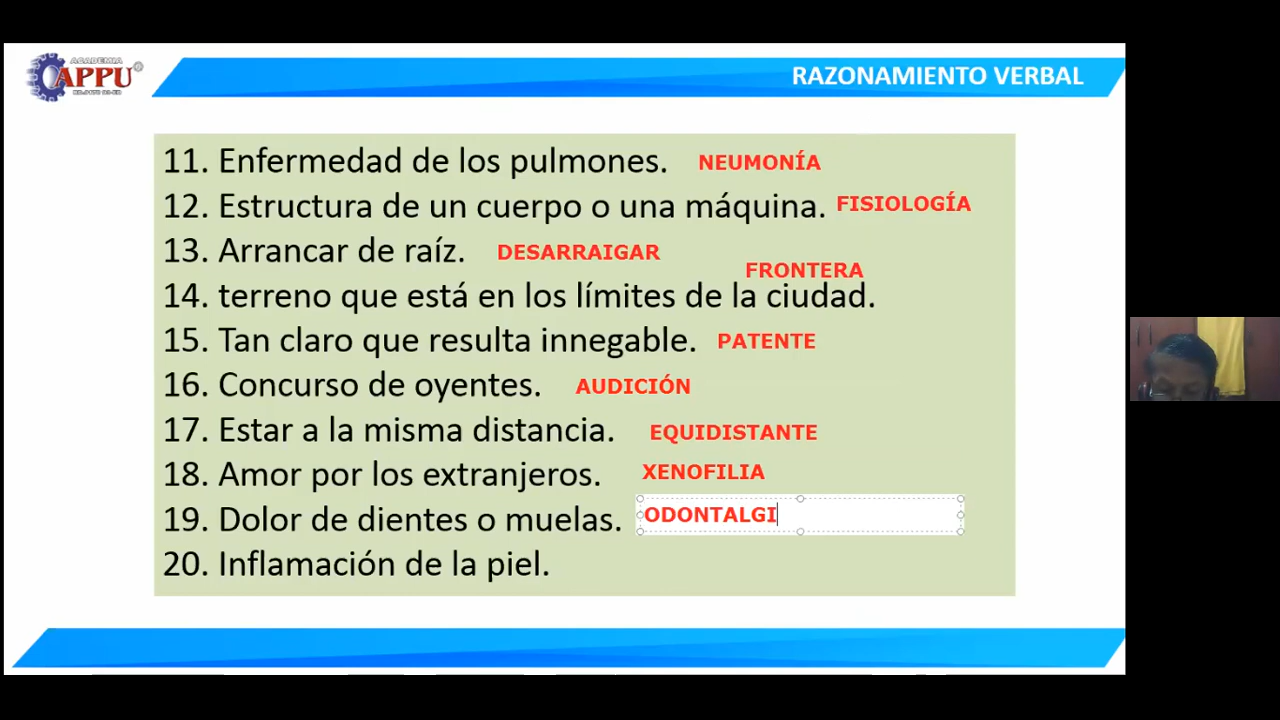 ACADEMIA
APPU
RAZONAMIENTO VERBAL
11. Enfermedad de los pulmones. NEUMONÍA
12. Estructura de un cuerpo o una máquina. FISIOLOGÍA
13. Arrancar de raíz. DESARRAIGAR
FRONTERA
14. terreno que está en los límites de la ciudad.
15. Tan claro que resulta innegable. PATENTE
16. Concurso de oyentes. AUDICIÓN
17. Estar a la misma distancia. EQUIDISTANTE
18. Amor por los extranjeros. XENOFILIA
19. Dolor de dientes o muelas. ODONTALGI
20. Inflamación de la piel.